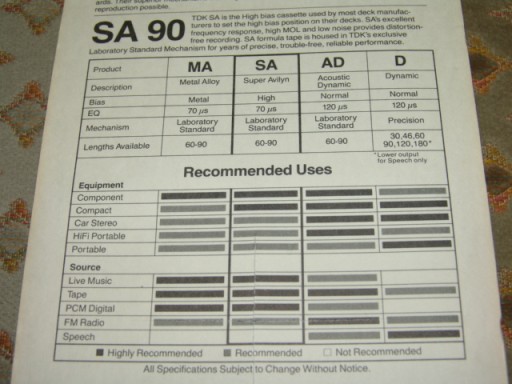 reproduction possible.
SA 90
TDK SA is the High bias cassette used by most deck manufac-
turers to set the high bias position on their decks. SA's excellent
frequency response, high MOL and low noise provides distortion-
free recording. SA formula tape is housed in TDK's exclusive
Laboratory Standard Mechanism for years of precise, trouble-free, reliable performance.
Product MA SA AD D
Description Metal Alloy Super Avilyn Acoustic Dynamic Dynamic
Bias Metal High Normal Normal
EQ 70 µs 70 µs 120 µs 120 µs
Mechanism Laboratory Standard Laboratory Standard Laboratory Standard Precision
Lengths Available 60-90 60-90 60-90 30,46,60 90,120,180*
*Lower output
for Speech only
Recommended Uses
Equipment
Component
Compact
Car Stereo
HiFi Portable
Portable
Source
Live Music
Tape
PCM Digital
FM Radio
Speech
Highly Recommended Recommended Not Recommended
All Specifications Subject to Change Without Notice.